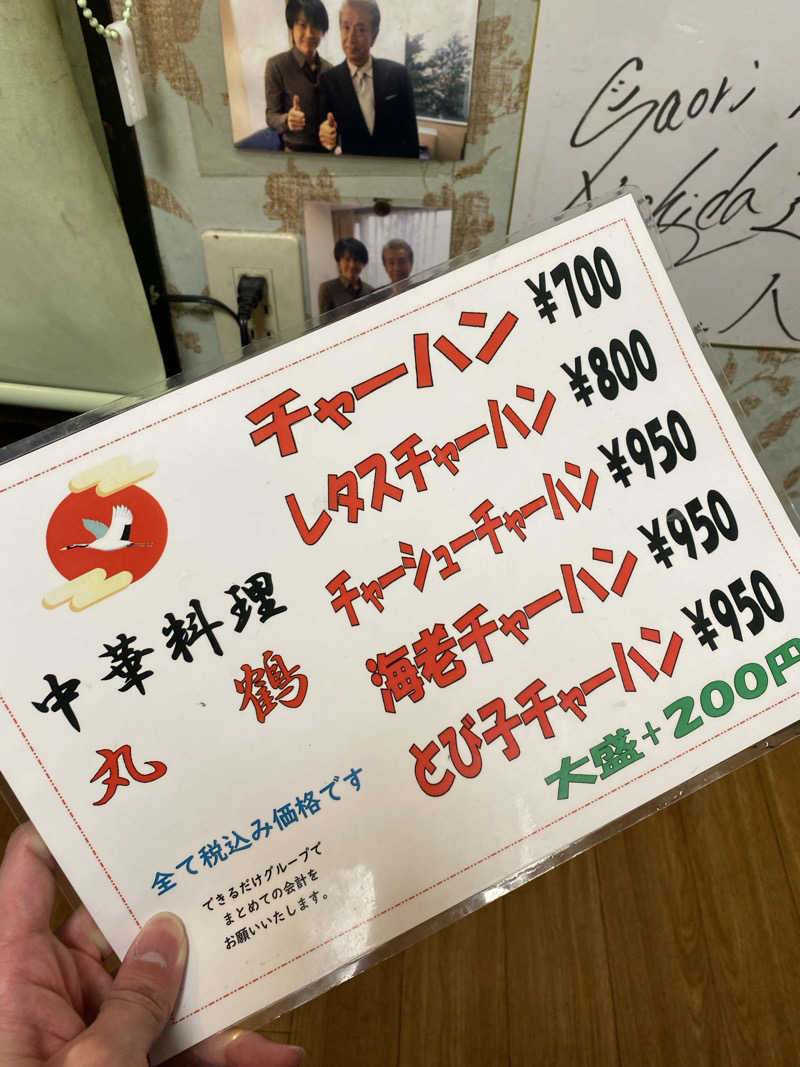 チャーハン ¥700
レタスチャーハン ¥800
チャーシューチャーハン ¥950
海老チャーハン ¥950
とび子チャーハン ¥950
大盛+200円
中華料理
丸鶴
全て税込み価格です
できるだけグループで
まとめての会計を
お願いいたします。